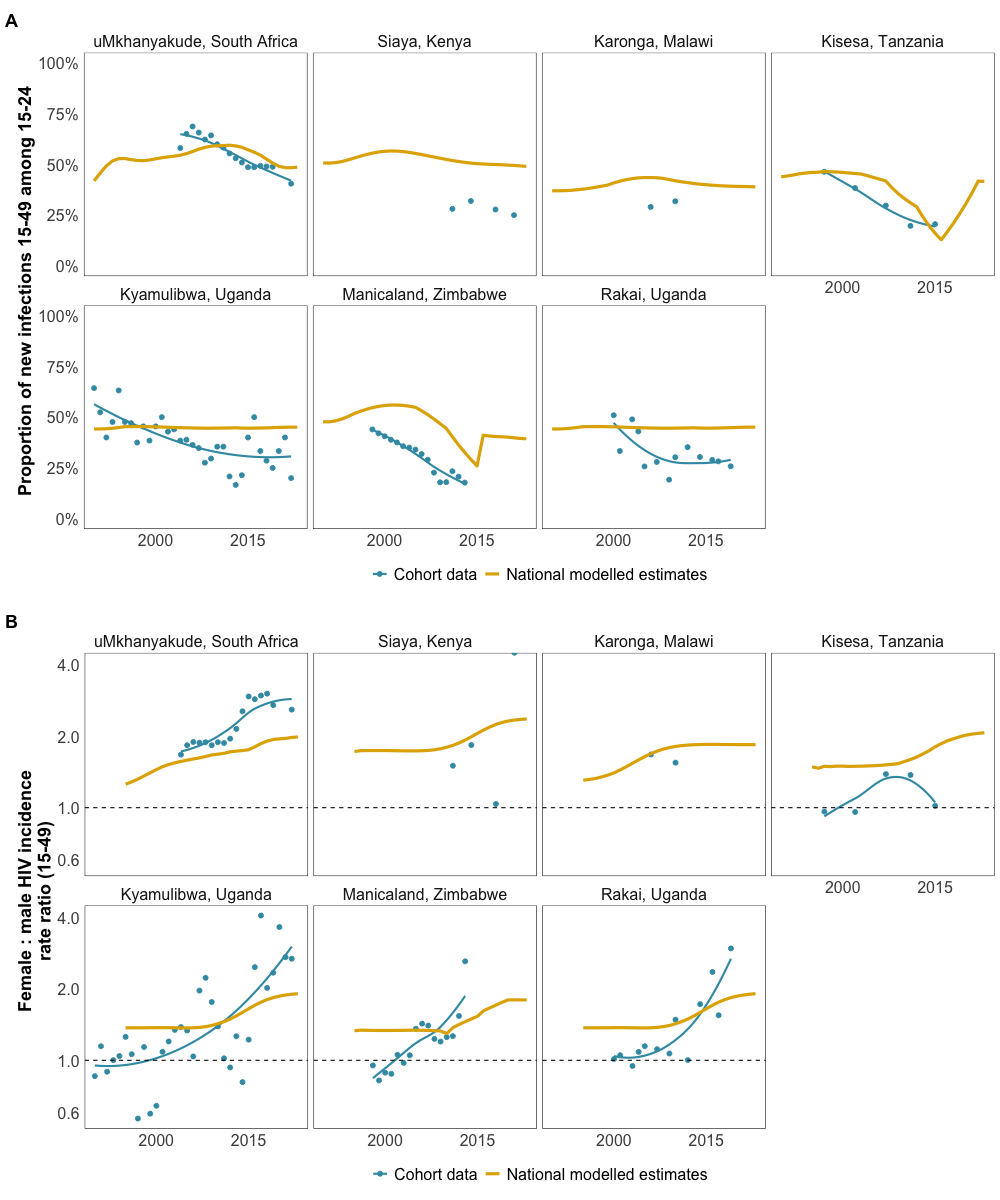 A
uMkhanyakude, South Africa
Siaya, Kenya
Karonga, Malawi
Kisesa, Tanzania
Proportion of new infections 15-49 among 15-24
100%
75%
50%
25%
0%
2000
2015
Kyamulibwa, Uganda
Manicaland, Zimbabwe
Rakai, Uganda
100%
75%
50%
25%
0%
2000
2015
2000
2015
2000
2015
Cohort data
National modelled estimates
B
uMkhanyakude, South Africa
Siaya, Kenya
Karonga, Malawi
Kisesa, Tanzania
Female : male HIV incidence
rate ratio (15-49)
4.0
2.0
1.0
0.6
2000
2015
Kyamulibwa, Uganda
Manicaland, Zimbabwe
Rakai, Uganda
4.0
2.0
1.0
0.6
2000
2015
2000
2015
2000
2015
Cohort data
National modelled estimates